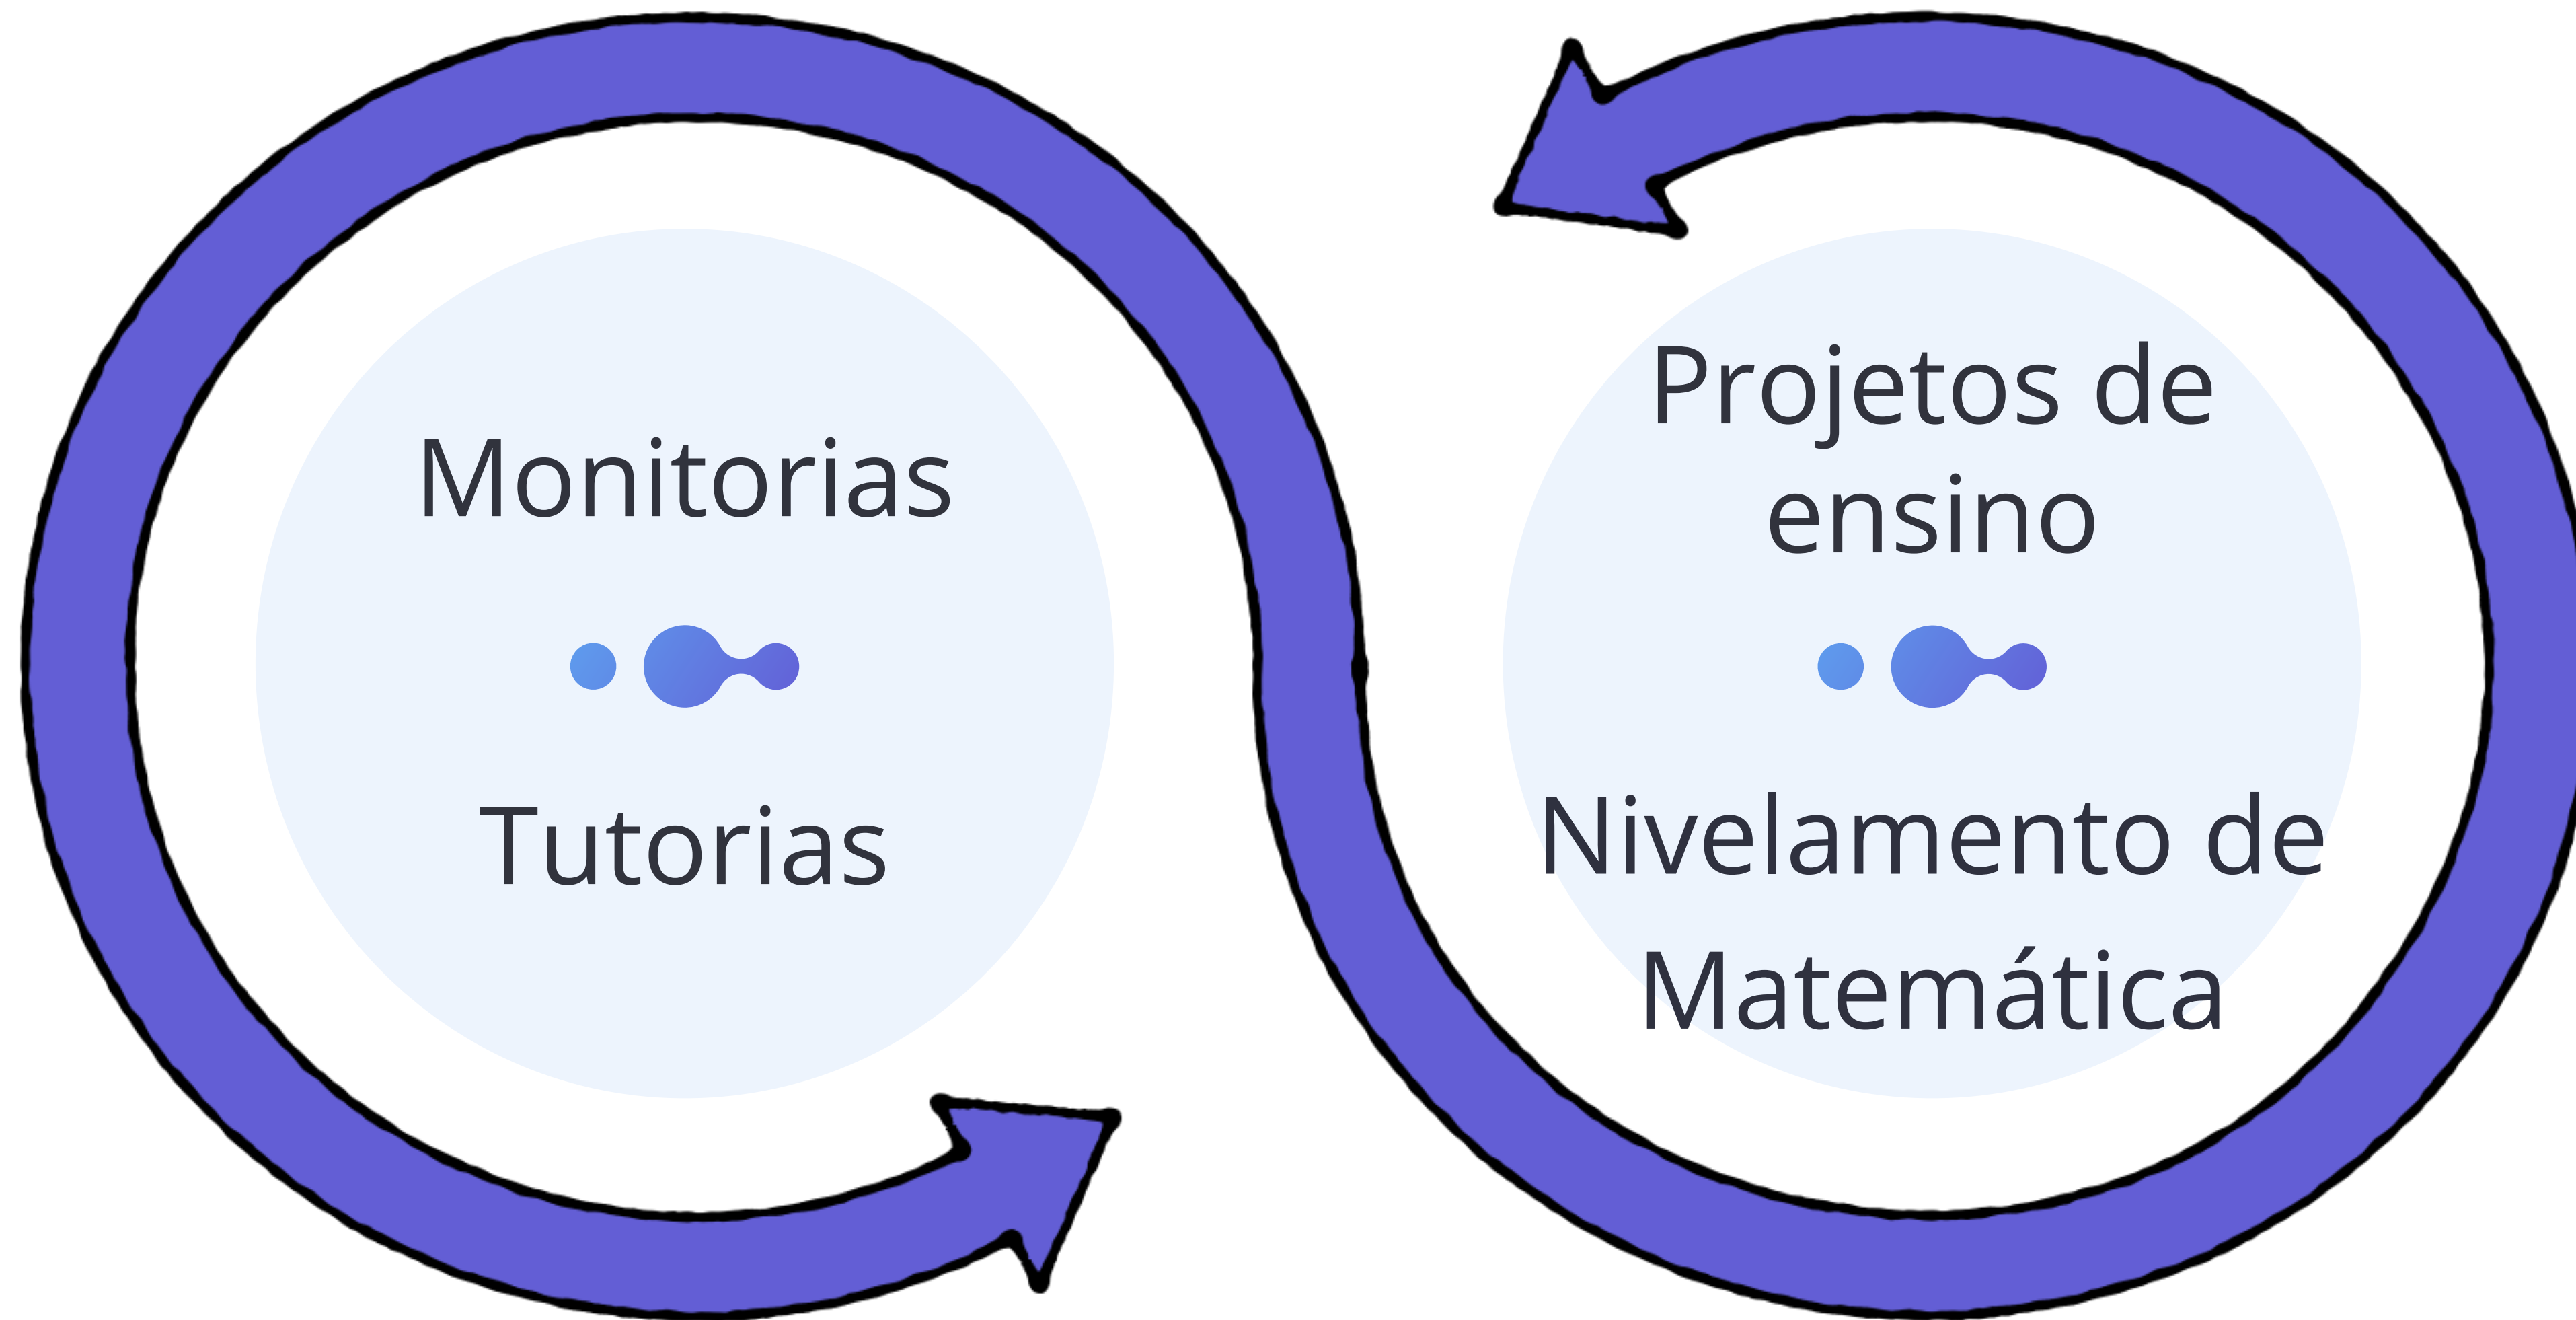 Monitorias
Tutorias
Projetos de
ensino
Nivelamento de
Matemática